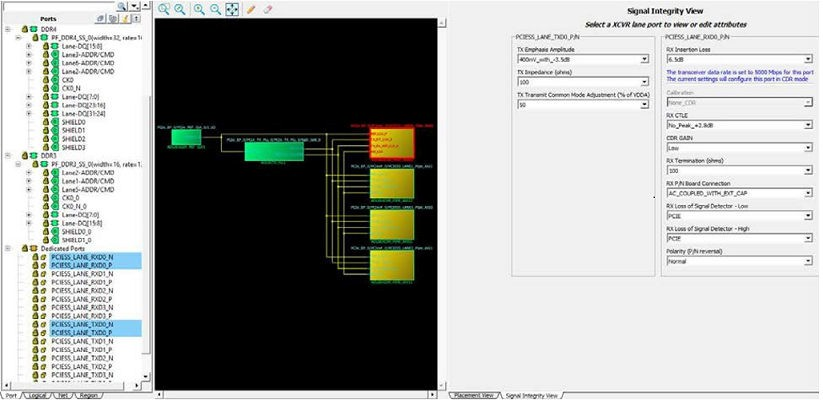 Ports
DDR4
PF_DDR4_SS_0(width=32, rate=1
Lane-DQ[15:8]
Lane3-ADDR/CMD
Lane6-ADDR/CMD
Lane2-ADDR/CMD
CK0
CK0_N
Lane-DQ[7:0]
Lane-DQ[23:16]
Lane-DQ[31:24]
SHIELD0
SHIELD1
SHIELD2
SHIELD3
DDR3
PF_DDR3_SS_0(width=16, rate=1
Lane2-ADDR/CMD
Lane1-ADDR/CMD
Lane5-ADDR/CMD
CK0_0
CK0_N_0
Lane-DQ[7:0]
Lane-DQ[15:8]
SHIELD0_0
SHIELD1_0
Dedicated Ports
PCIESS_LANE_RXD0_N
PCIESS_LANE_RXD0_P
PCIESS_LANE_RXD1_N
PCIESS_LANE_RXD1_P
PCIESS_LANE_RXD2_N
PCIESS_LANE_RXD2_P
PCIESS_LANE_RXD3_N
PCIESS_LANE_RXD3_P
PCIESS_LANE_TXD0_N
PCIESS_LANE_TXD0_P
PCIESS_LANE_TXD1_N
PCIESS_LANE_TXD1_P
PCIESS_LANE_TXD2_N
PCIESS_LANE_TXD2_P
PCIESS_LANE_TXD3_N
Port
Logical
Net
Region
Signal Integrity View
Select a XCVR lane port to view or edit attributes
PCIESS_LANE_TXD0_P/N
TX Emphasis Amplitude
400mV_with_-3.5dB
TX Impedance (ohms)
100
TX Transmit Common Mode Adjustment (% of VDDA)
50
PCIESS_LANE_RXD0_P/N
RX Insertion Loss
6.5dB
The transceiver data rate is set to 5000 Mbps for this port
The current settings will configure this port in CDR mode
Calibration
None_CDR
RX CTLE
No_Peak_+2.8dB
CDR GAIN
Low
RX Termination (ohms)
100
RX P/N Board Connection
AC_COUPLED_WITH_EXT_CAP
RX Loss of Signal Detector - Low
PCIE
RX Loss of Signal Detector - High
PCIE
Polarity (P/N reversal)
Normal
Placement View
Signal Integrity View